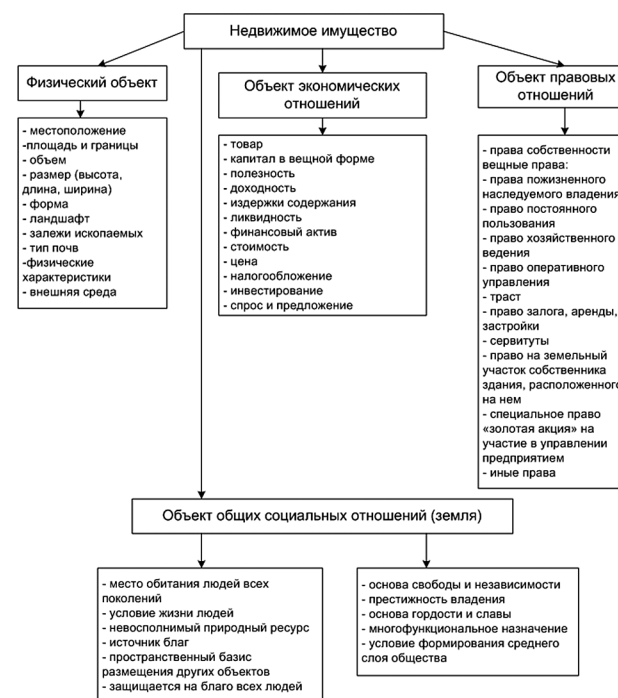 Недвижимое имущество
Физический объект
- местоположение
-площадь и границы
- объем
- размер (высота,
длина, ширина)
- форма
- ландшафт
- залежи ископаемых
- тип почв
-физические
характеристики
- внешняя среда
Объект экономических
отношений
- товар
- капитал в вещной форме
- полезность
- доходность
- издержки содержания
- ликвидность
- финансовый актив
- стоимость
- цена
- налогообложение
- инвестирование
- спрос и предложение
Объект правовых
отношений
- права собственности
вещные права:
- права пожизненного
наследуемого владения
- право постоянного
пользования
- право хозяйственного
ведения
- право оперативного
управления
- траст
- право залога, аренды,
застройки
- сервитуты
- право на земельный
участок собственника
здания, расположенного
на нем
- специальное право
«золотая акция» на
участие в управлении
предприятием
- иные права
Объект общих социальных отношений (земля)
- место обитания людей всех
поколений
- условие жизни людей
- невосполнимый природный ресурс
- источник благ
- пространственный базис
размещения других объектов
- защищается на благо всех людей
- основа свободы и независимости
- престижность владения
- основа гордости и славы
- многофункциональное назначение
- условие формирования среднего
слоя общества